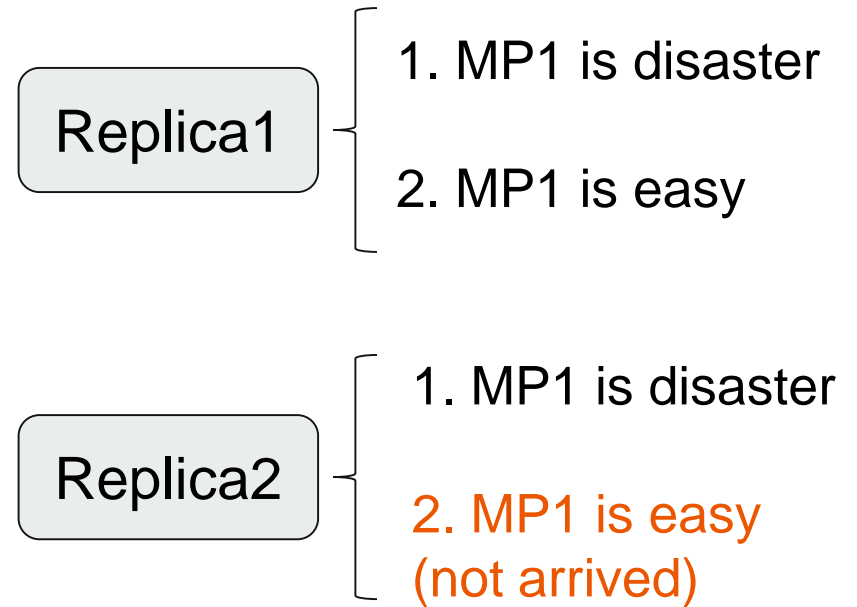 Replica1
1. MP1 is disaster
2. MP1 is easy
Replica2
1. MP1 is disaster
2. MP1 is easy
(not arrived)